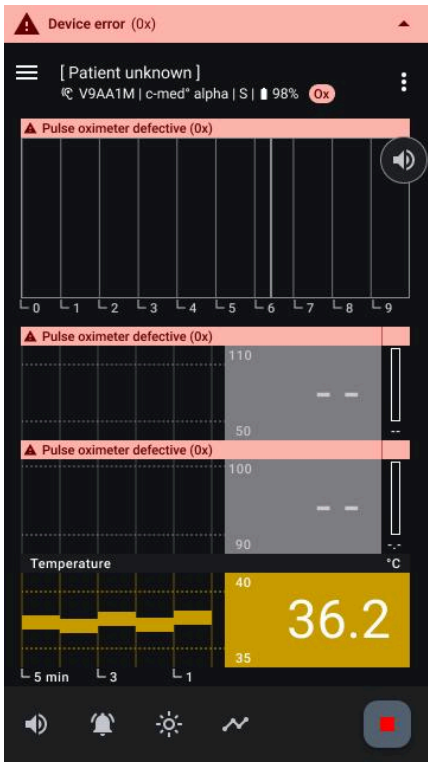 Device error (0x)
[ Patient unknown ]
V9AA1M | c-med° alpha | S | 98% 0x
Pulse oximeter defective (0x)
0 1 2 3 4 5 6 7 8 9
Pulse oximeter defective (0x)
110
-- 
50 --
Pulse oximeter defective (0x)
100
--
90 -.-
Temperature °C
40
36.2
35
5 min 3 1